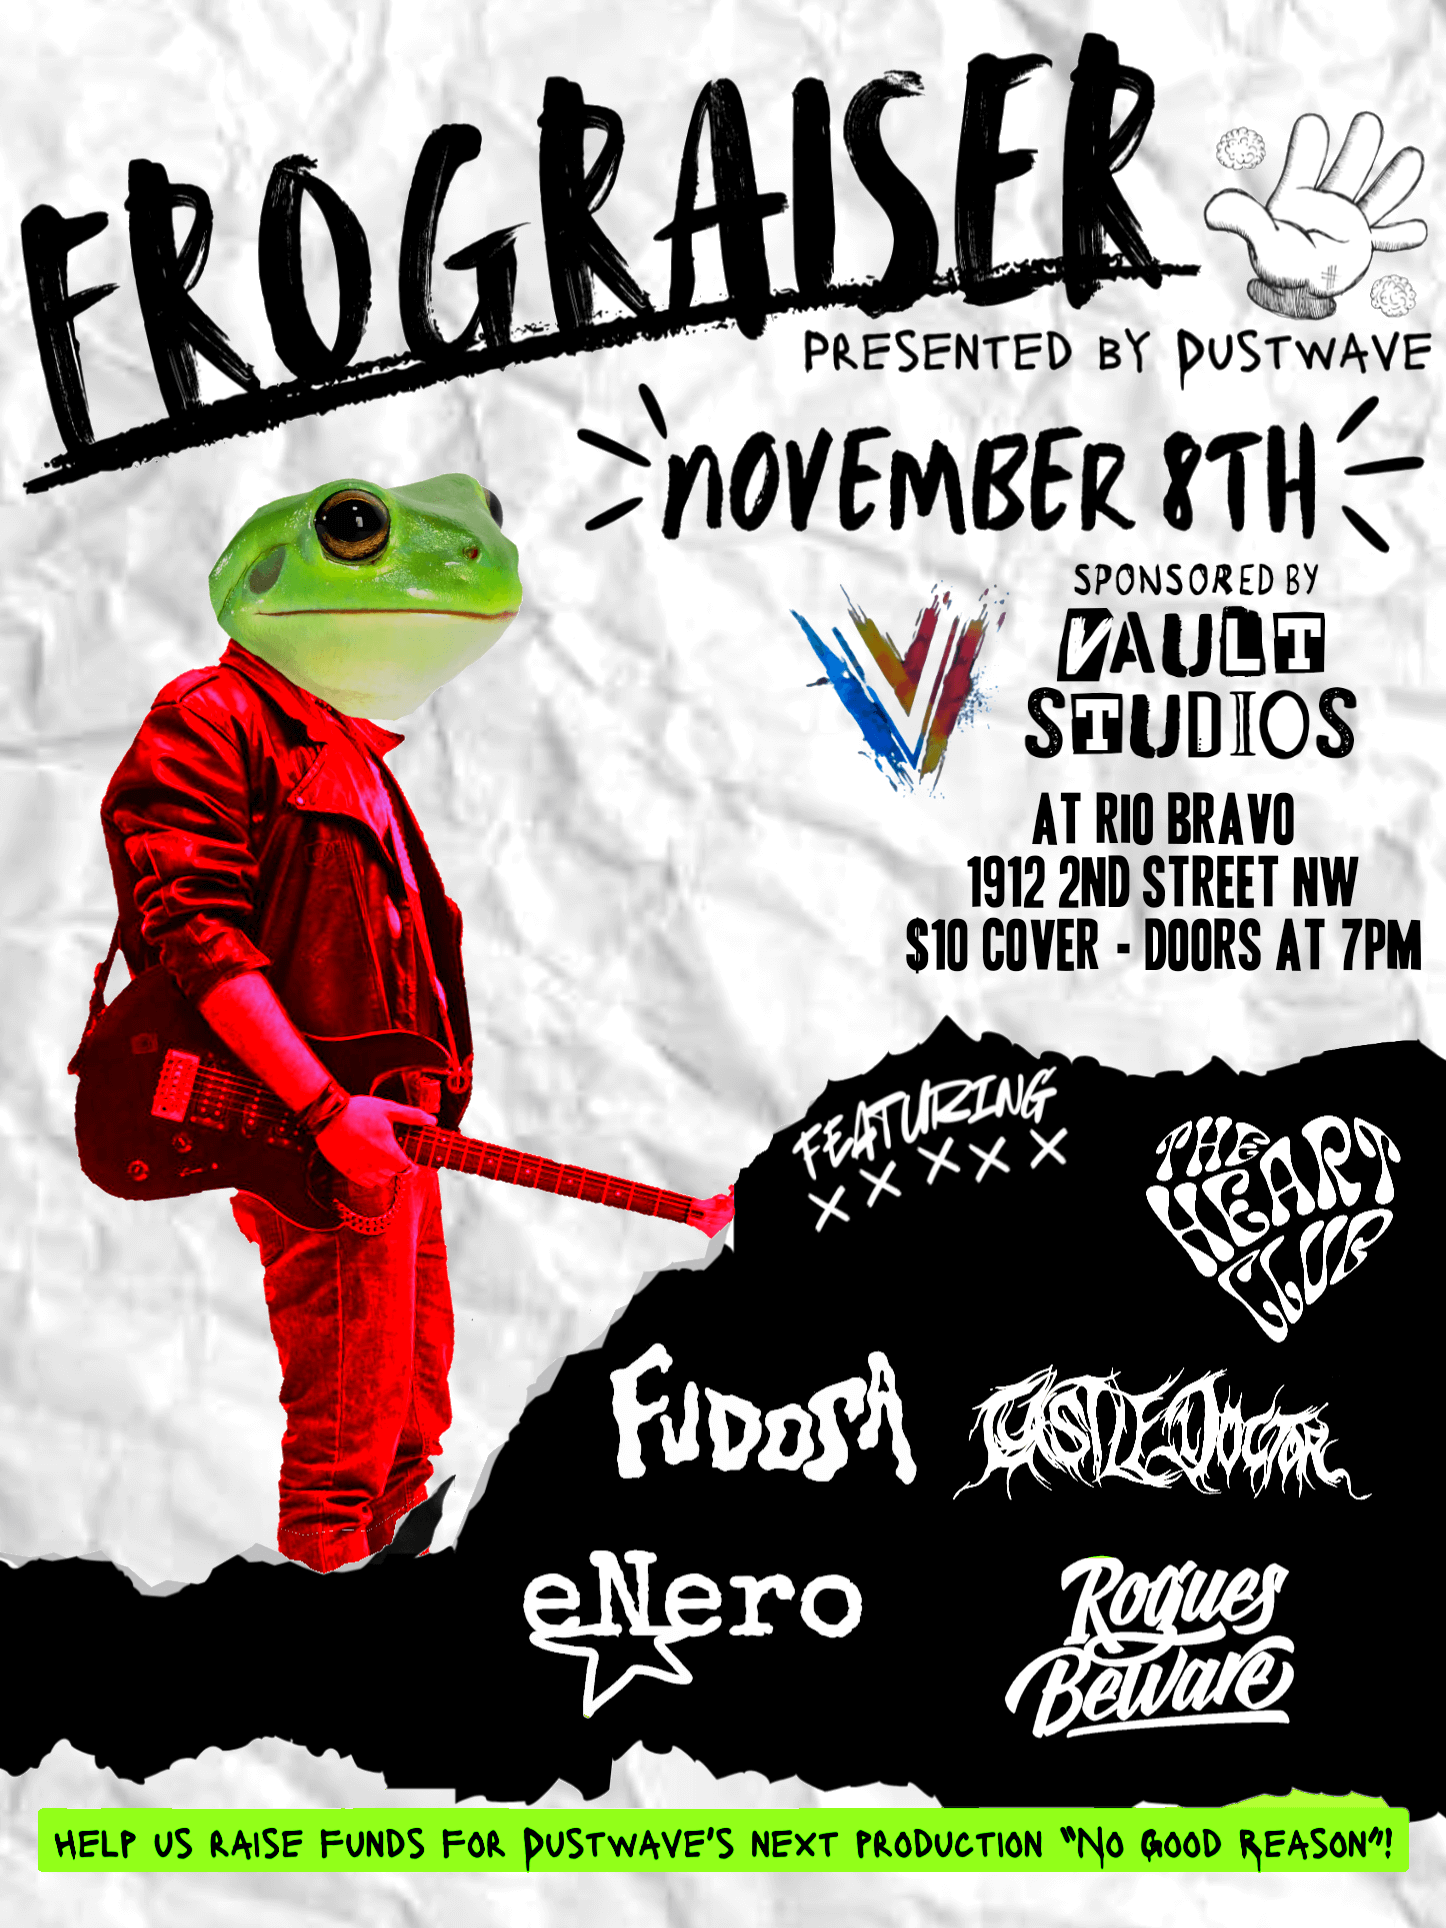 FROGRAISER
PRESENTED BY DUSTWAVE
NOVEMBER 8TH
SPONSORED BY
VAULT
STUDIOS
AT RIO BRAVO
1912 2ND STREET NW
$10 COVER - DOORS AT 7PM
FEATURING
X X X X X
THE
HEART
CLUB
FUDOSA
CASTLE DOCTOR
eNero
Rogues
Beware
HELP US RAISE FUNDS FOR DUSTWAVE'S NEXT PRODUCTION "NO GOOD REASON"!